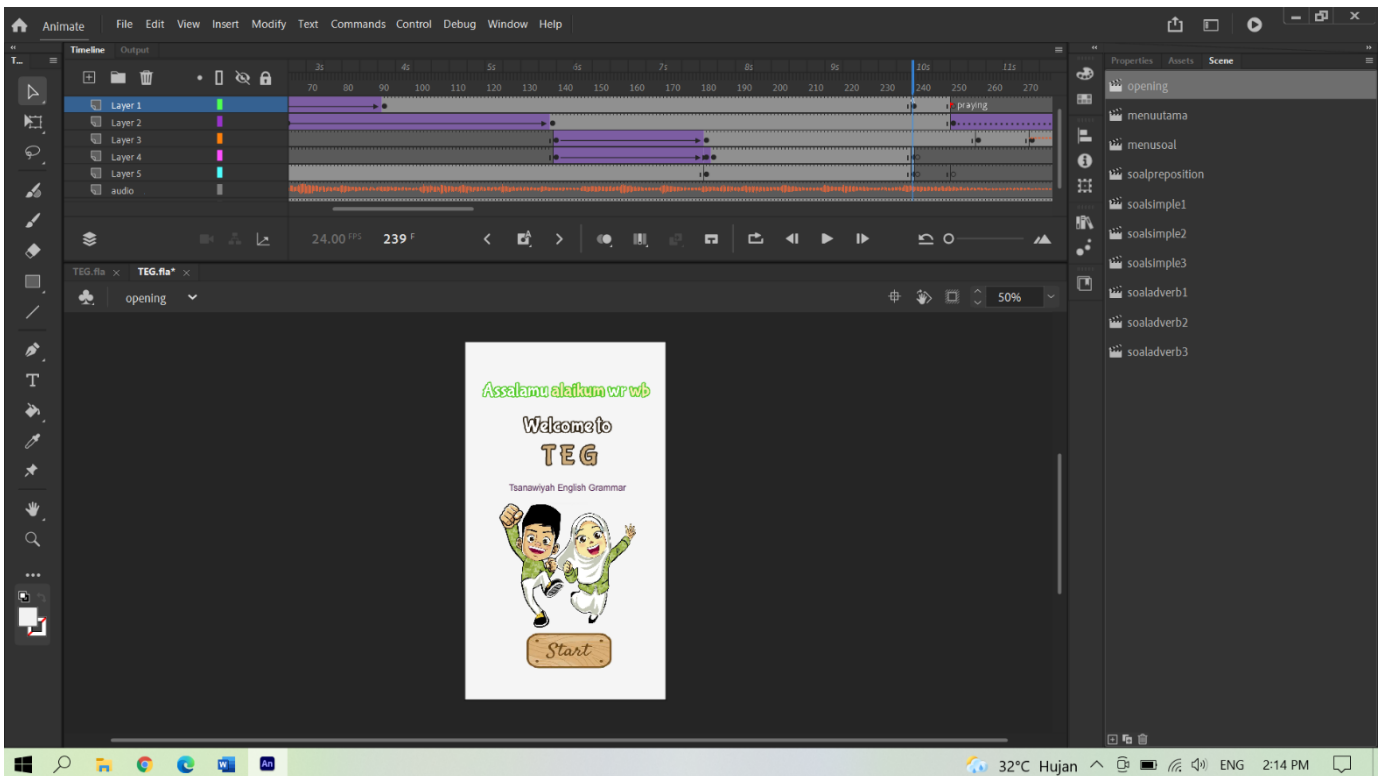 Animate File Edit View Insert Modify Text Commands Control Debug Window Help
Timeline Output
T...
3s 4s 5s 6s 7s 8s 9s 10s 11s
70 80 90 100 110 120 130 140 150 160 170 180 190 200 210 220 230 240 250 260 270
Layer 1
praying
Layer 2
Layer 3
Layer 4
Layer 5
audio
24.00 FPS 239 F
TEG.fla × TEG.fla* ×
opening
50%
Assalamu alaikum wr wb
Welcome to
TEG
Tsanawiyah English Grammar
Start
Properties Assets Scene
opening
menuutama
menusoal
soalpreposition
soalsimple1
soalsimple2
soalsimple3
soaladverb1
soaladverb2
soaladverb3
An
32°C Hujan ENG 2:14 PM